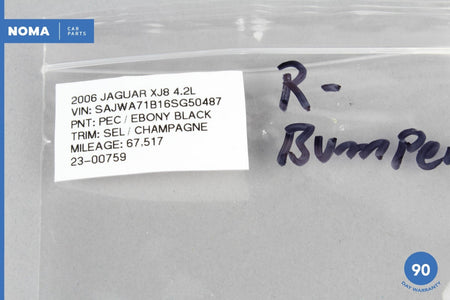 NOMA CAR PARTS
2006 JAGUAR XJ8 4.2L
VIN: SAJWA71B16SG50487
PNT: PEC / EBONY BLACK
TRIM: SEL / CHAMPAGNE
MILEAGE: 67.517
23-00759
R-
Bumper
90
DAY WARRANTY